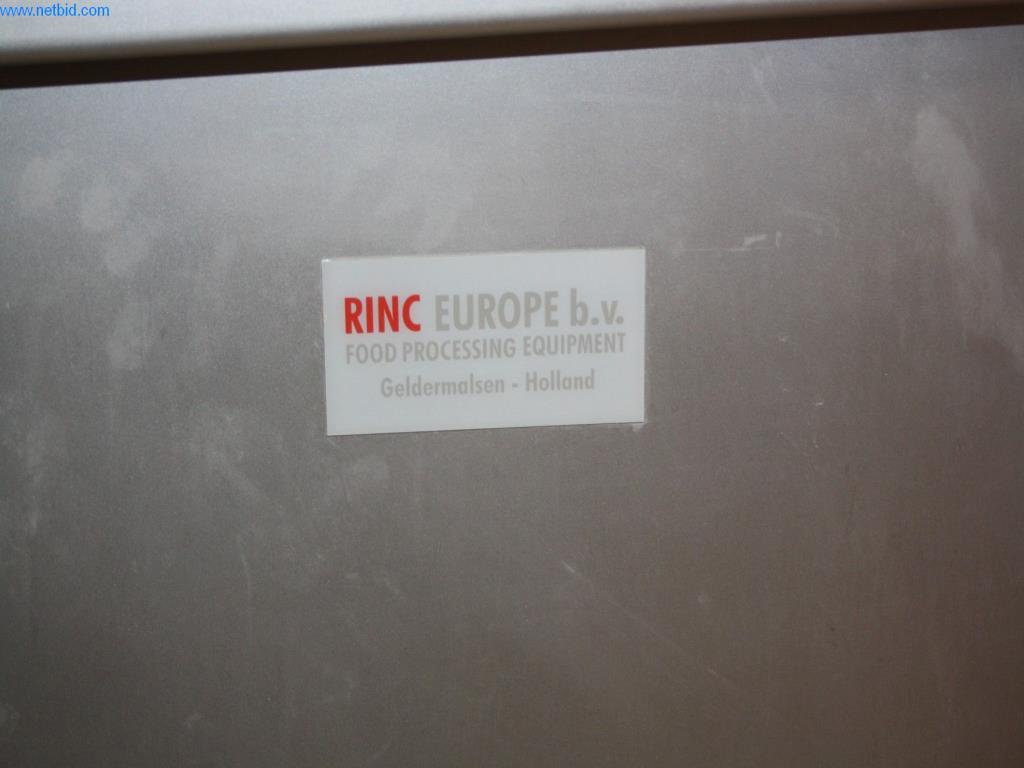 www.netbid.com
RINC EUROPE b.v.
FOOD PROCESSING EQUIPMENT
Geldermalsen - Holland